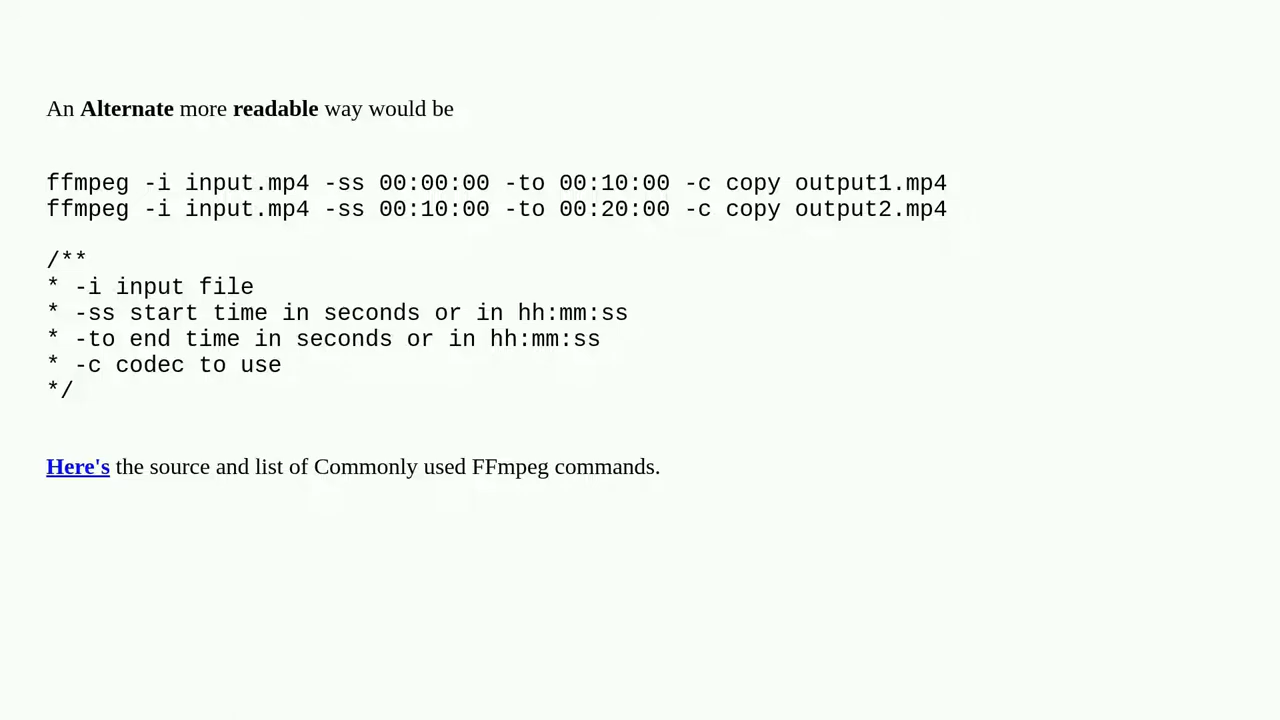 An Alternate more readable way would be
ffmpeg -i input.mp4 -ss 00:00:00 -to 00:10:00 -c copy output1.mp4
ffmpeg -i input.mp4 -ss 00:10:00 -to 00:20:00 -c copy output2.mp4
/**
* -i input file
* -ss start time in seconds or in hh:mm:ss
* -to end time in seconds or in hh:mm:ss
* -c codec to use
*/
Here's the source and list of Commonly used FFmpeg commands.